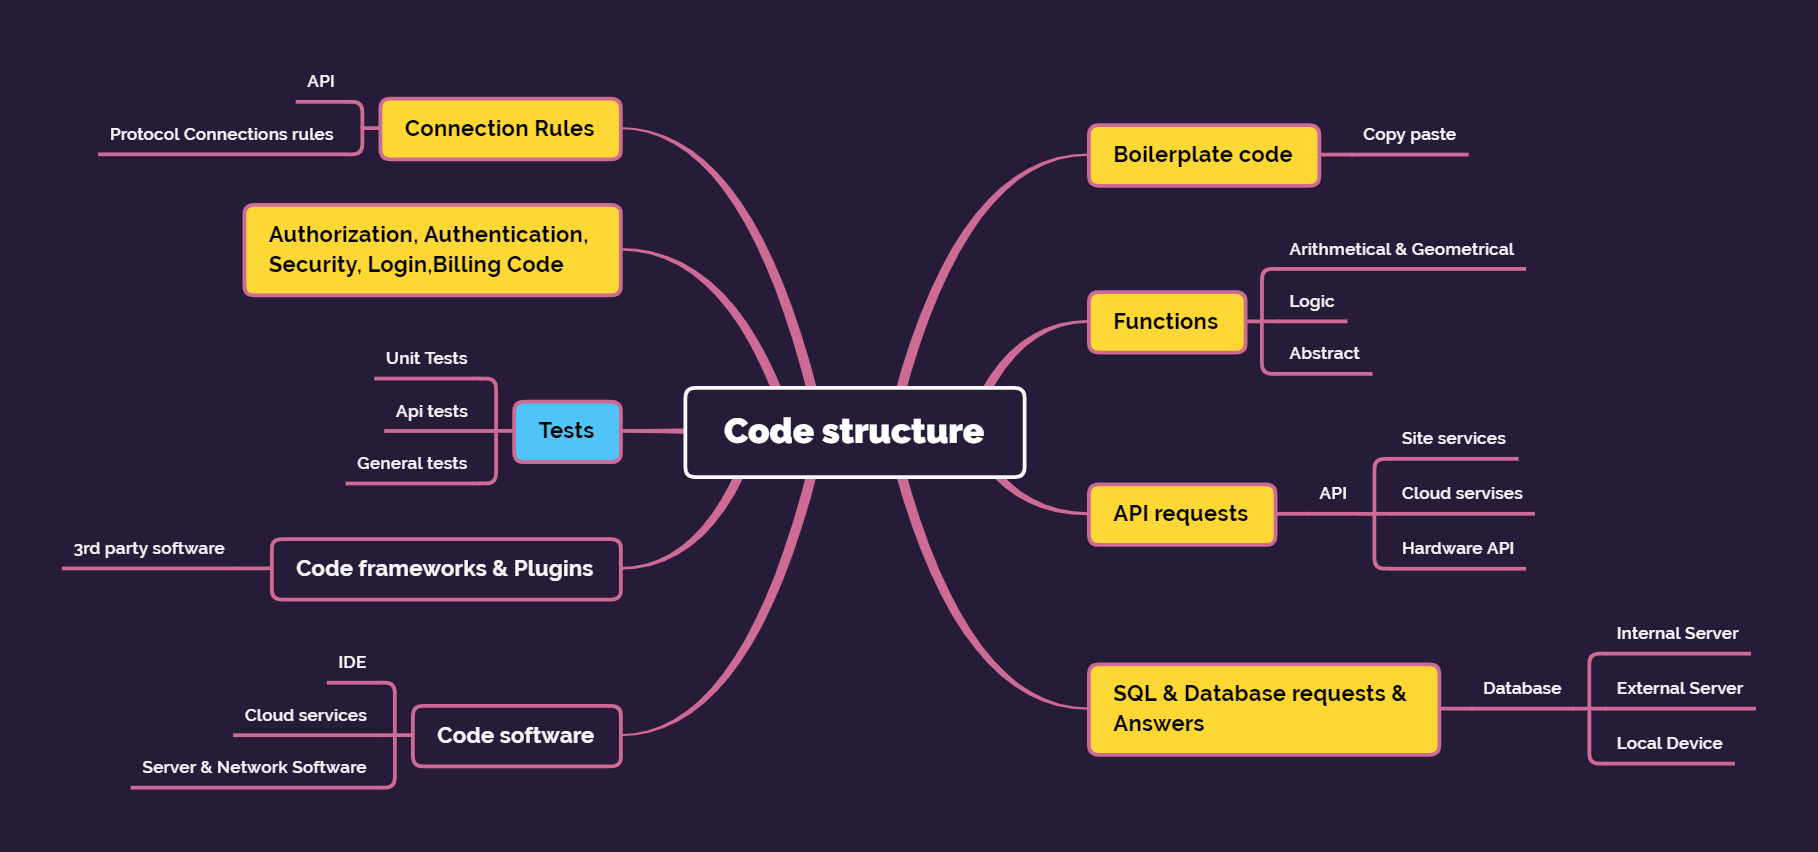 Code structure
Boilerplate code
Copy paste
Functions
Arithmetical & Geometrical
Logic
Abstract
API requests
API
Site services
Cloud servises
Hardware API
SQL & Database requests &
Answers
Database
Internal Server
External Server
Local Device
Connection Rules
API
Protocol Connections rules
Authorization, Authentication,
Security, Login,Billing Code
Tests
Unit Tests
Api tests
General tests
Code frameworks & Plugins
3rd party software
Code software
IDE
Cloud services
Server & Network Software